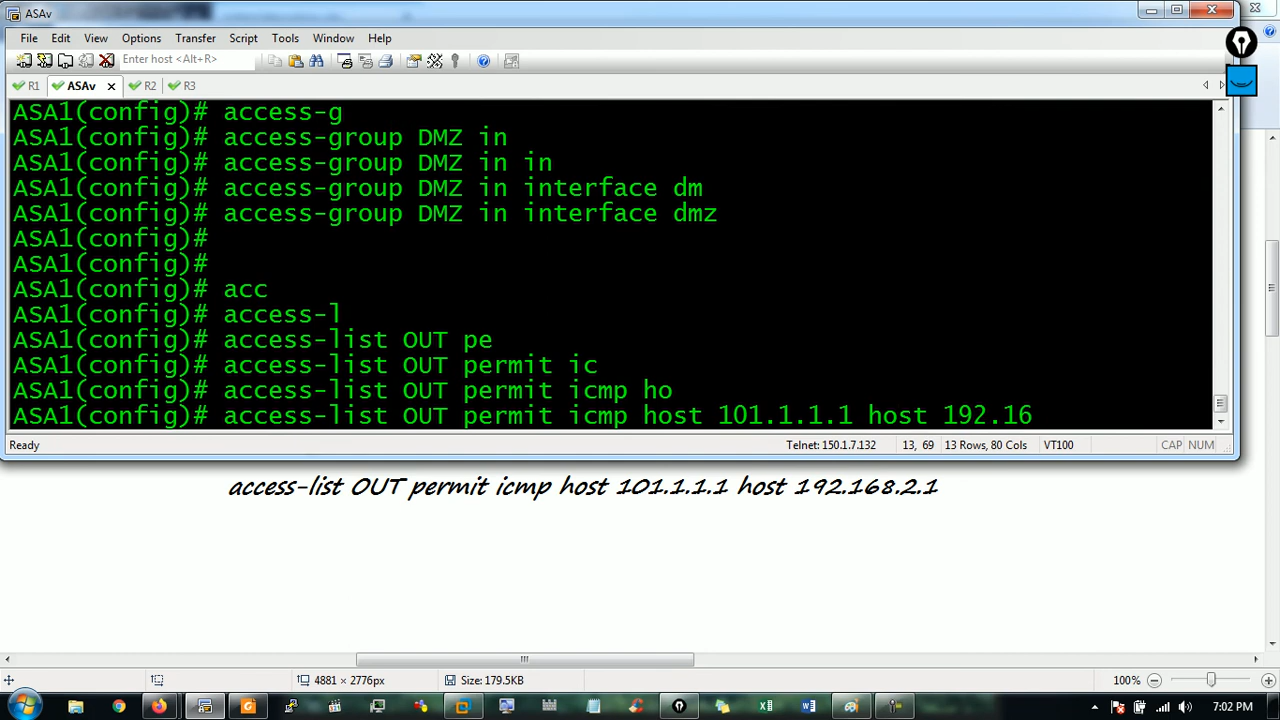 ASAv
File Edit View Options Transfer Script Tools Window Help
Enter host <Alt+R>
R1 ASAv R2 R3
ASA1(config)# access-g
ASA1(config)# access-group DMZ in
ASA1(config)# access-group DMZ in in
ASA1(config)# access-group DMZ in interface dm
ASA1(config)# access-group DMZ in interface dmz
ASA1(config)#
ASA1(config)#
ASA1(config)# acc
ASA1(config)# access-l
ASA1(config)# access-list OUT pe
ASA1(config)# access-list OUT permit ic
ASA1(config)# access-list OUT permit icmp ho
ASA1(config)# access-list OUT permit icmp host 101.1.1.1 host 192.16
Ready Telnet: 150.1.7.132 13, 69 13 Rows, 80 Cols VT100 CAP NUM
access-list OUT permit icmp host 101.1.1.1 host 192.168.2.1
4881 × 2776px Size: 179.5KB 100%
7:02 PM